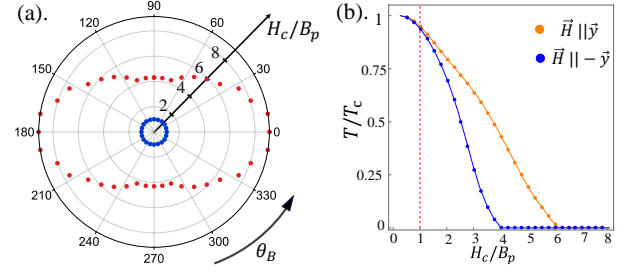 (a).
90
120
60
150
30
180
0
210
330
240
300
270
2
4
6
8
H_c/B_p
θ_B
(b).
1
0.75
0.5
0.25
0
T/T_c
0 1 2 3 4 5 6 7 8
H_c/B_p
H⃗ || y⃗
H⃗ || − y⃗